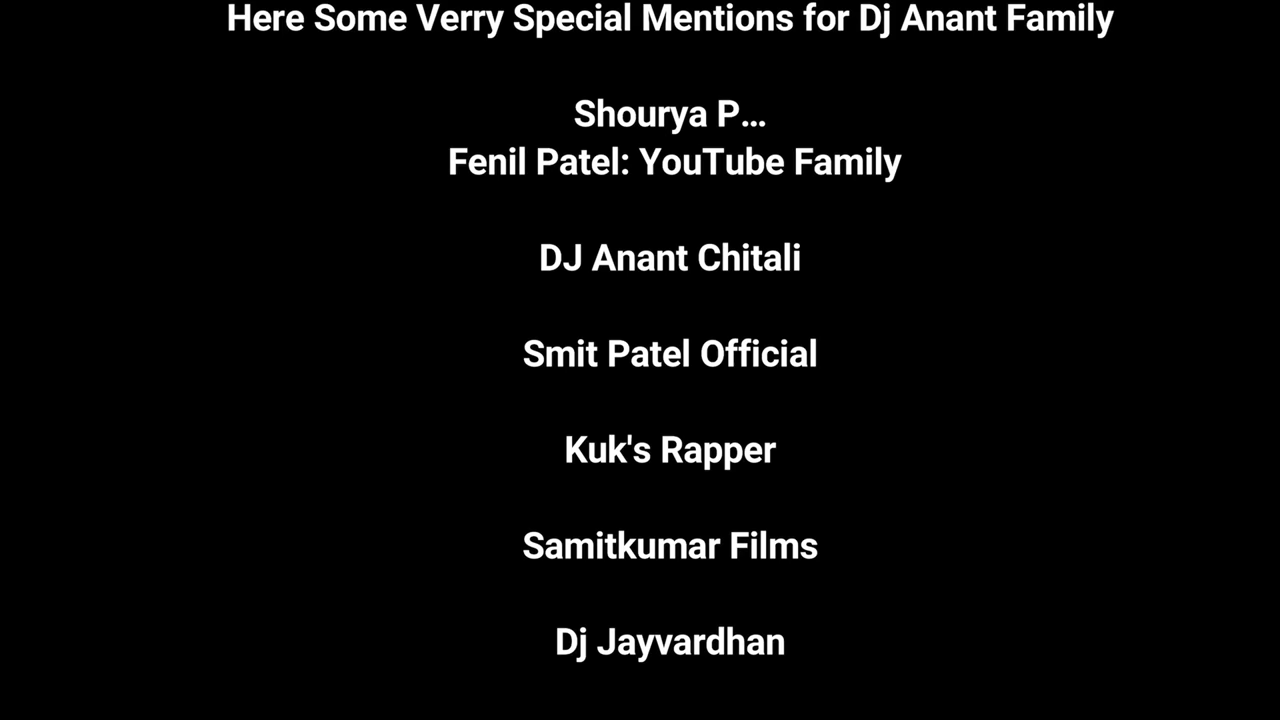 Here Some Verry Special Mentions for Dj Anant Family
Shourya P...
Fenil Patel: YouTube Family
DJ Anant Chitali
Smit Patel Official
Kuk's Rapper
Samitkumar Films
Dj Jayvardhan